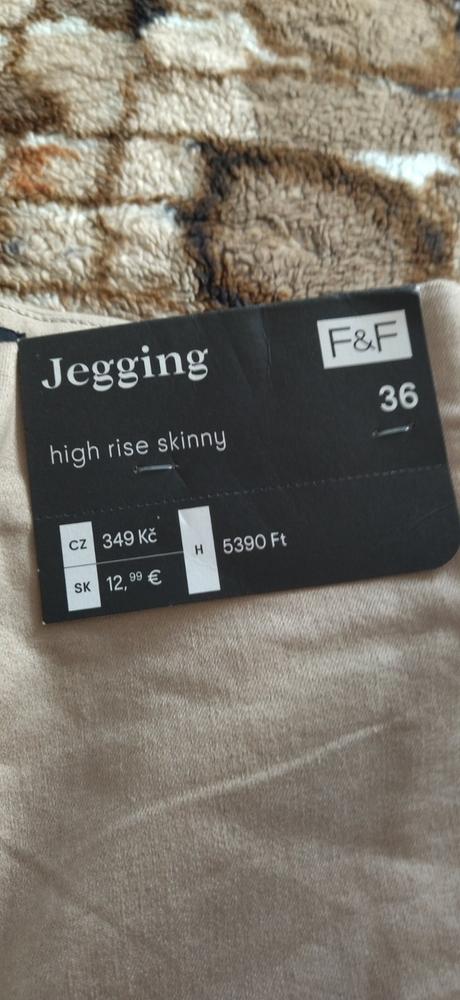 Jegging
F&F
36
high rise skinny
CZ 349 Kč
SK 12,99 €
H 5390 Ft